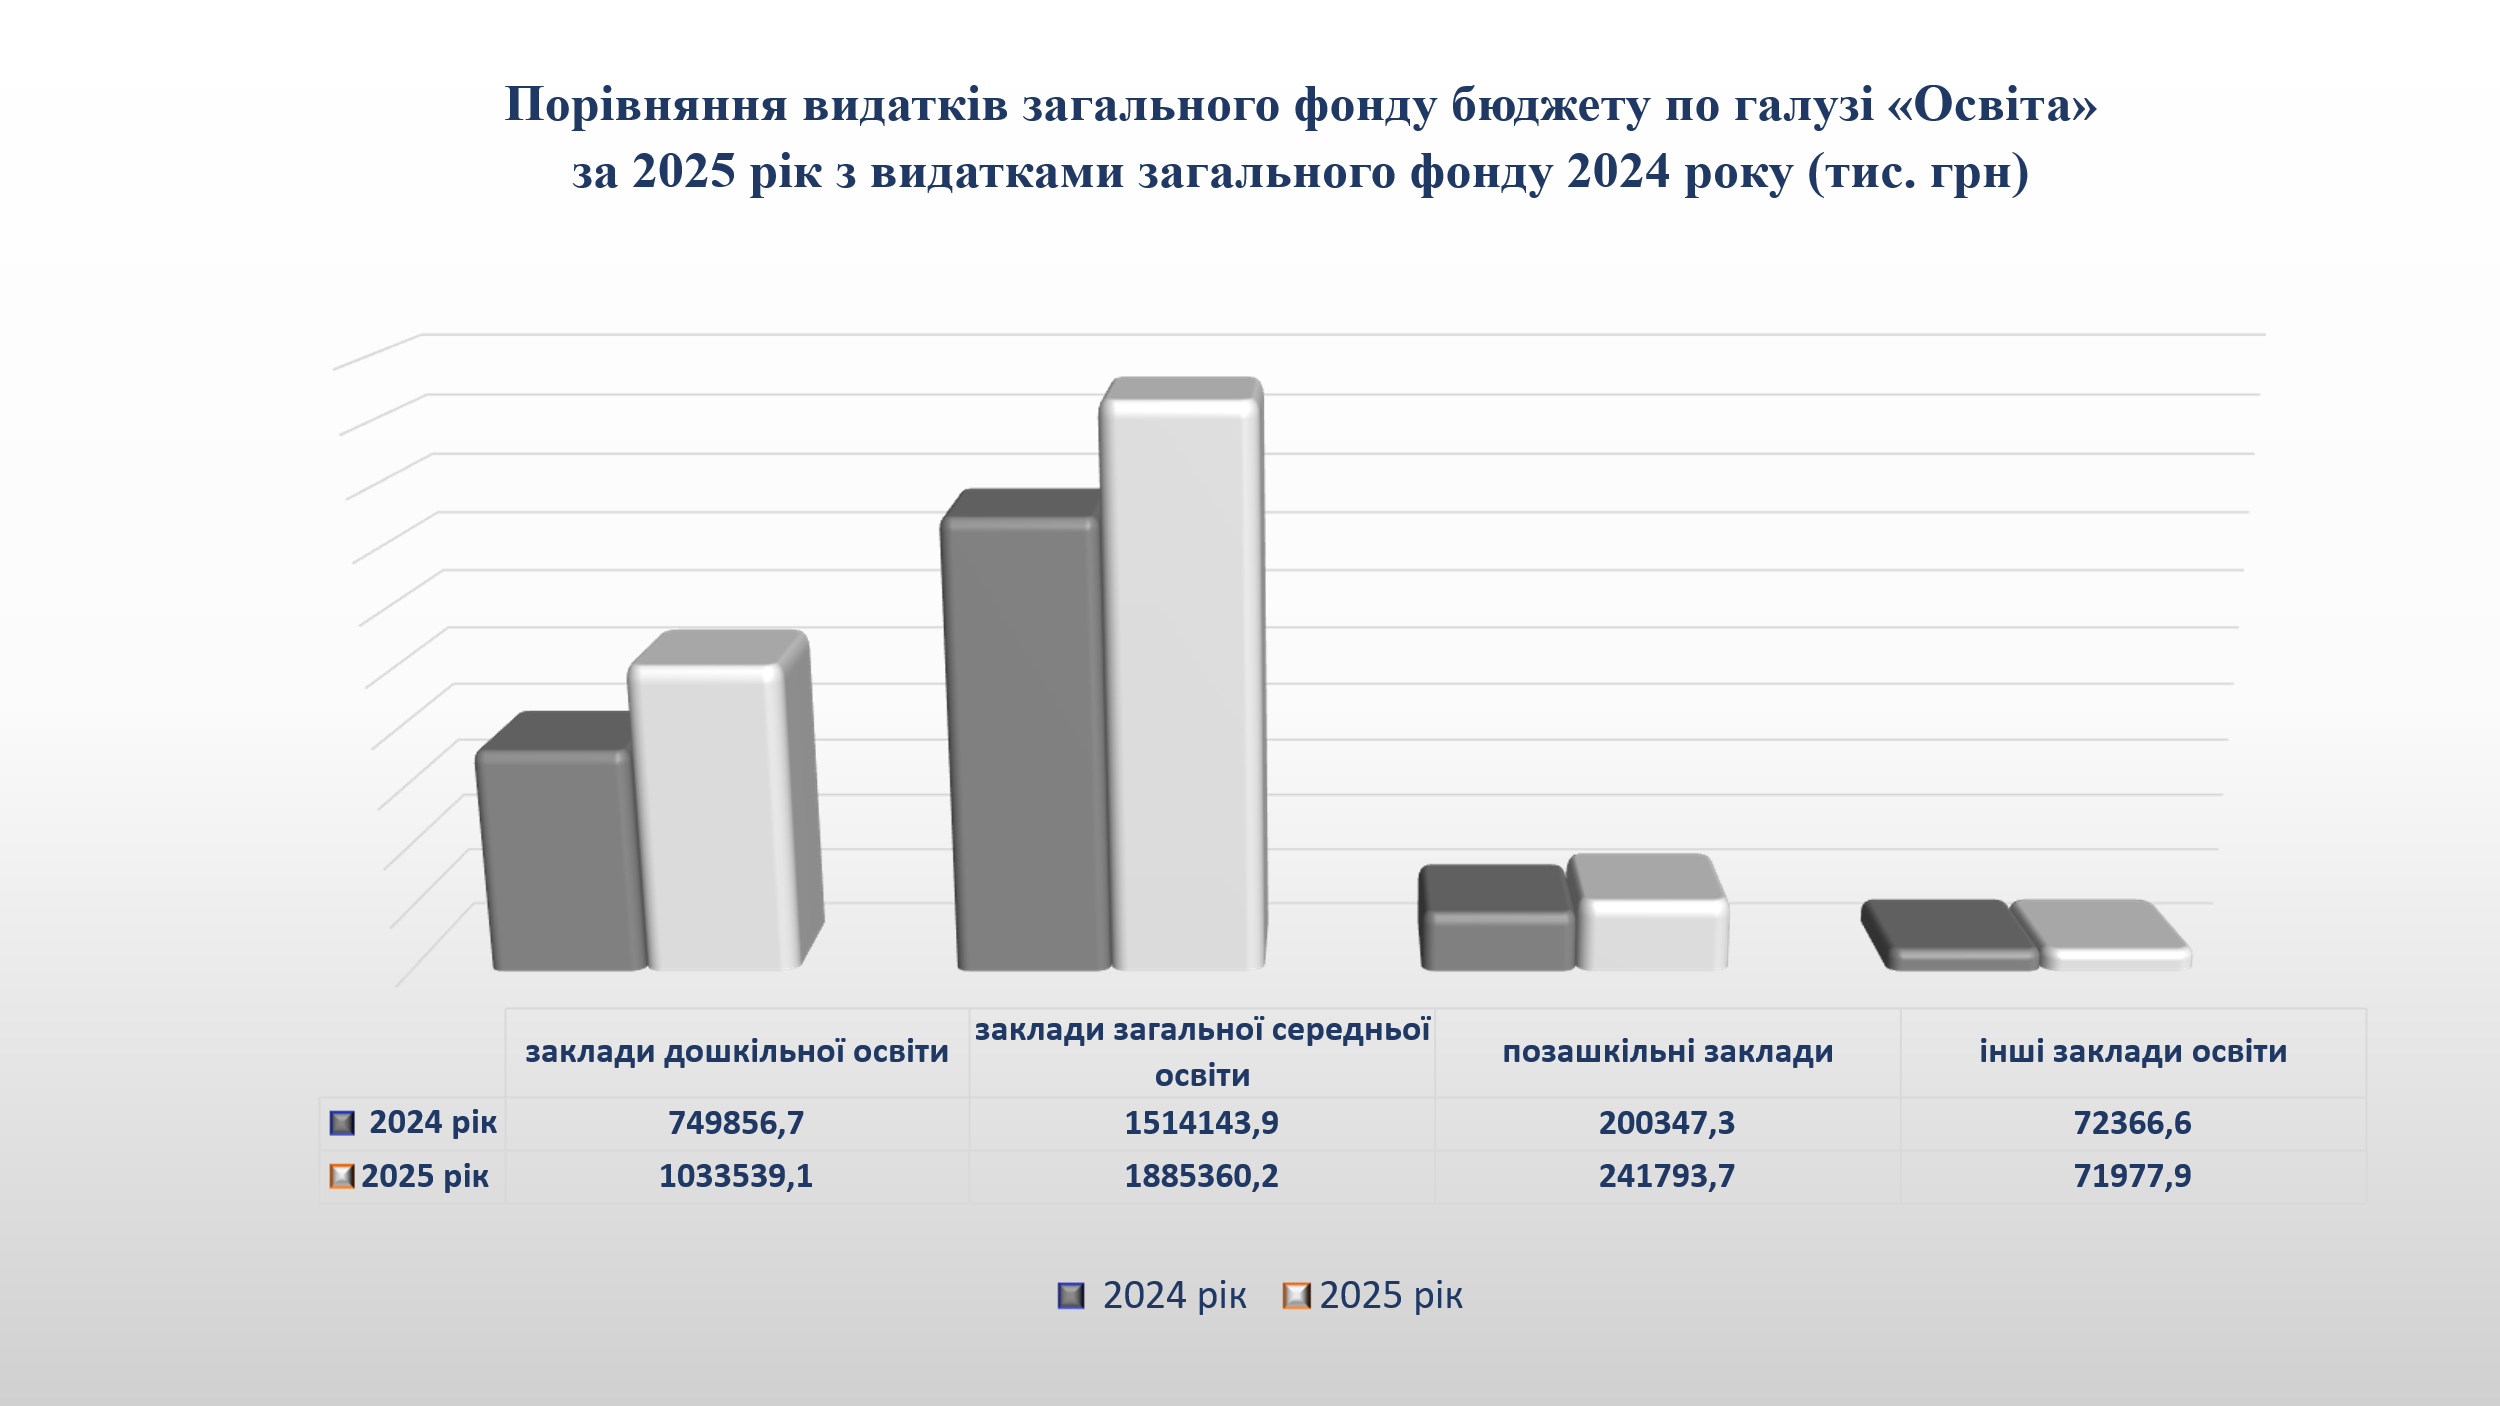 Порівняння видатків загального фонду бюджету по галузі «Освіта»
за 2025 рік з видатками загального фонду 2024 року (тис. грн)
заклади дошкільної освіти
заклади загальної середньої
освіти
позашкільні заклади
інші заклади освіти
2024 рік 749856,7 1514143,9 200347,3 72366,6
2025 рік 1033539,1 1885360,2 241793,7 71977,9
2024 рік 2025 рік